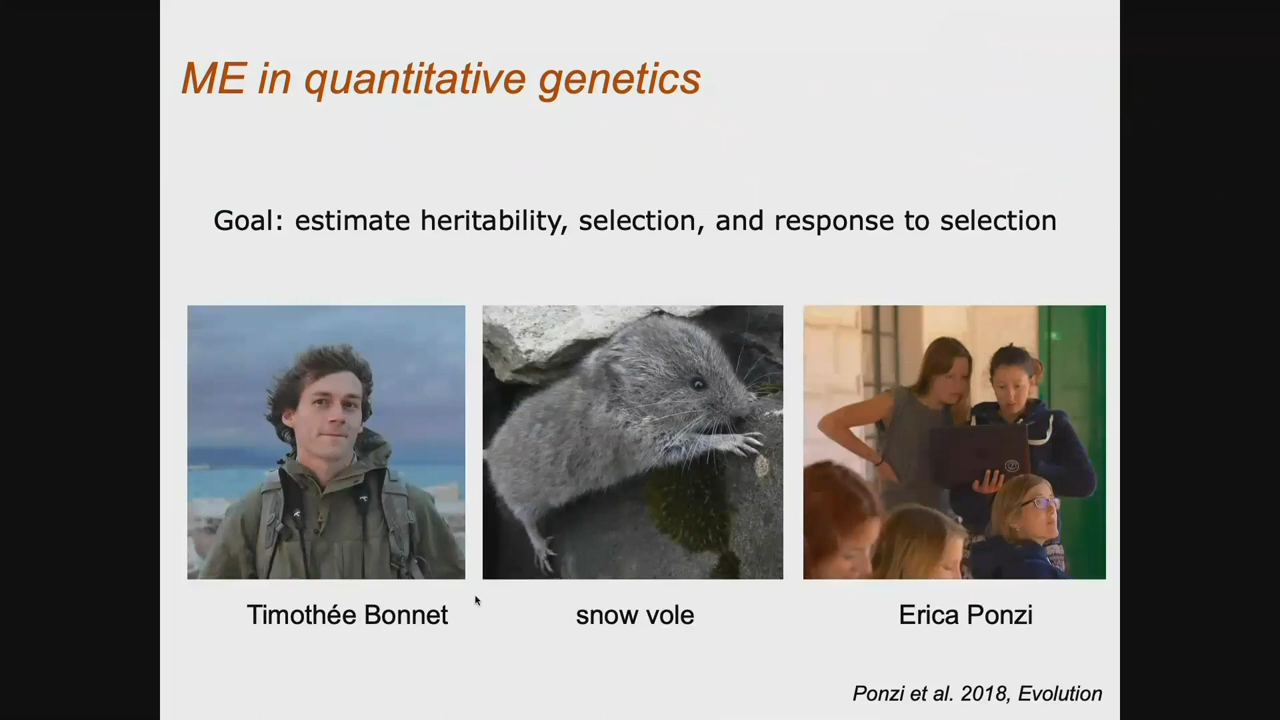 ME in quantitative genetics
Goal: estimate heritability, selection, and response to selection
Timothée Bonnet
snow vole
Erica Ponzi
Ponzi et al. 2018, Evolution